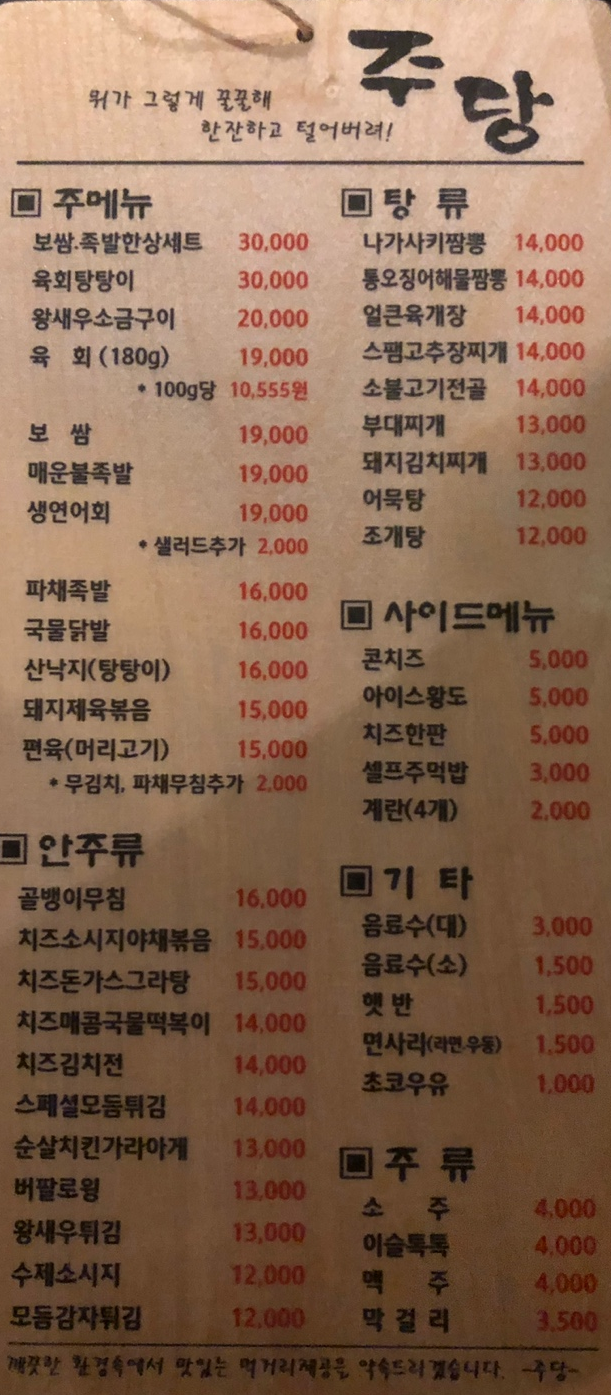 주당
뭐가 그렇게 꿀꿀해
한잔하고 털어버려!
주메뉴
보쌈.족발한상세트 30,000
육회탕탕이 30,000
왕새우소금구이 20,000
육 회 (180g) 19,000
* 100g당 10,555원
보 쌈 19,000
매운불족발 19,000
생연어회 19,000
* 샐러드추가 2,000
파채족발 16,000
국물닭발 16,000
산낙지(탕탕이) 16,000
돼지제육볶음 15,000
편육(머리고기) 15,000
* 무김치, 파채무침추가 2,000
안주류
골뱅이무침 16,000
치즈소시지야채볶음 15,000
치즈돈가스그라탕 15,000
치즈매콤국물떡볶이 14,000
치즈김치전 14,000
스페셜모듬튀김 14,000
순살치킨가라아게 13,000
버팔로윙 13,000
왕새우튀김 13,000
수제소시지 12,000
모듬감자튀김 12,000
탕 류
나가사키짬뽕 14,000
통오징어해물짬뽕 14,000
얼큰육개장 14,000
스팸고추장찌개 14,000
소불고기전골 14,000
부대찌개 13,000
돼지김치찌개 13,000
어묵탕 12,000
조개탕 12,000
사이드메뉴
콘치즈 5,000
아이스황도 5,000
치즈한판 5,000
셀프주먹밥 3,000
계란(4개) 2,000
기 타
음료수(대) 3,000
음료수(소) 1,500
햇 반 1,500
면사리(라면.우동) 1,500
초코우유 1,000
주 류
소 주 4,000
이슬톡톡 4,000
맥 주 4,000
막 걸 리 3,500
깨끗한 환경속에서 맛있는 먹거리제공을 약속드리겠습니다. -주당-